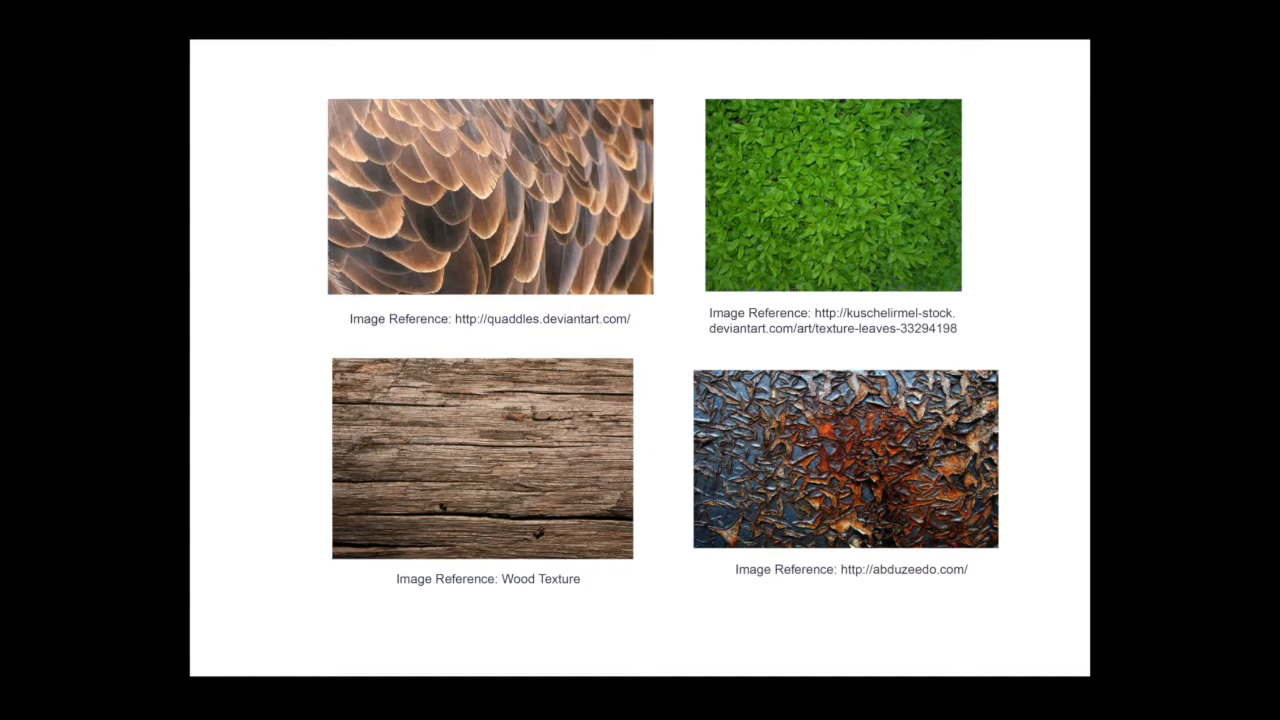 Image Reference: http://quaddles.deviantart.com/
Image Reference: http://kuschelirmel-stock.
deviantart.com/art/texture-leaves-33294198
Image Reference: Wood Texture
Image Reference: http://abduzeedo.com/